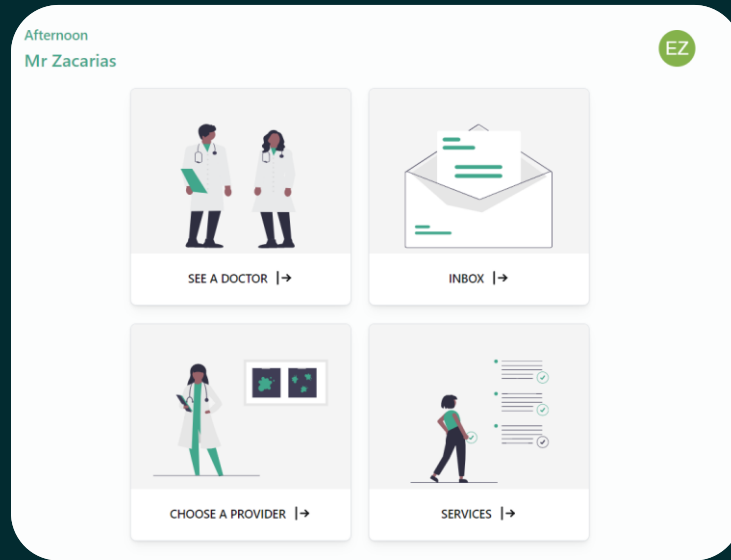 Afternoon
Mr Zacarias
EZ
SEE A DOCTOR
INBOX
CHOOSE A PROVIDER
SERVICES